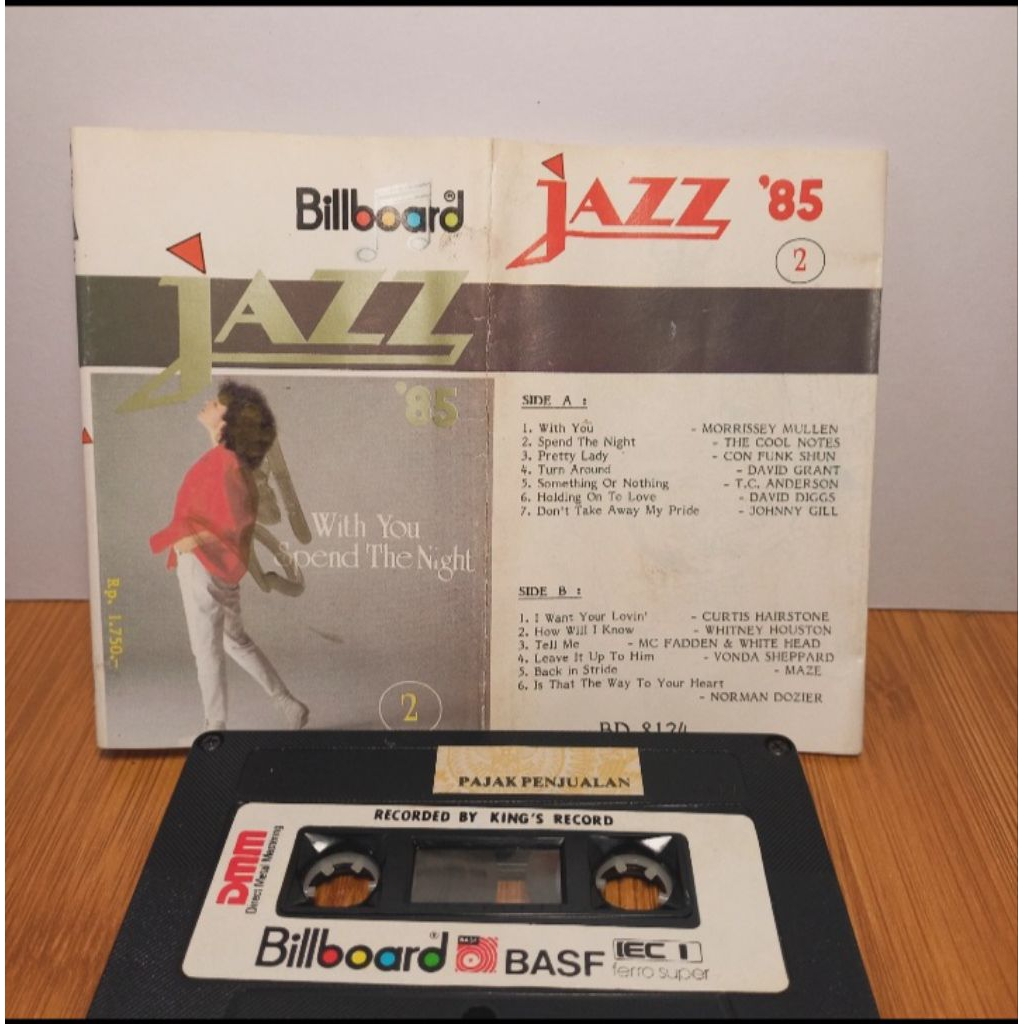 Billboard®
jAZZ
'85
With You
Spend The Night
Rp. 1.750.-
2
jAZZ '85
2
SIDE A :
1. With You - MORRISSEY MULLEN
2. Spend The Night - THE COOL NOTES
3. Pretty Lady - CON FUNK SHUN
4. Turn Around - DAVID GRANT
5. Something Or Nothing - T.C. ANDERSON
6. Holding On To Love - DAVID DIGGS
7. Don't Take Away My Pride - JOHNNY GILL
SIDE B :
1. I Want Your Lovin' - CURTIS HAIRSTONE
2. How Will I Know - WHITNEY HOUSTON
3. Tell Me - MC FADDEN & WHITE HEAD
4. Leave It Up To Him - VONDA SHEPPARD
5. Back in Stride - MAZE
6. Is That The Way To Your Heart
- NORMAN DOZIER
BD 8124
PAJAK PENJUALAN
RECORDED BY KING'S RECORD
DMM
Direct Metal Mastering
Billboard® BASF IEC I
ferro super